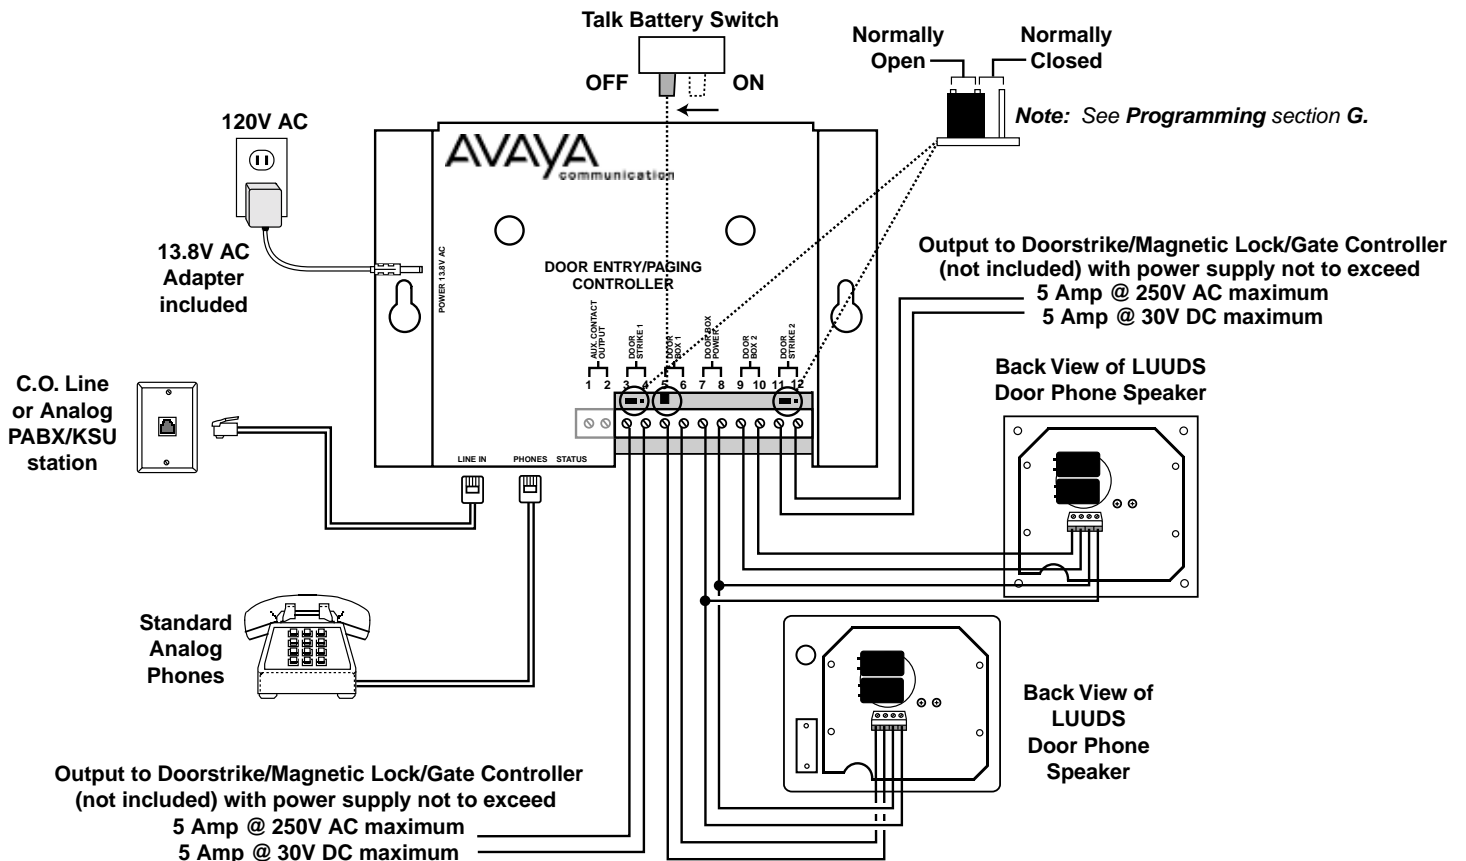 Talk Battery Switch
OFF
ON
Normally
Open
Normally
Closed
Note: See Programming section G.
120V AC
13.8V AC
Adapter
included
AVAYA
communication
POWER 13.8V AC
DOOR ENTRY/PAGING
CONTROLLER
AUX. CONTACT
OUTPUT
DOOR
STRIKE 1
DOOR
BOX 1
DOOR BOX
POWER
DOOR
BOX 2
DOOR
STRIKE 2
1 2 3 4 5 6 7 8 9 10 11 12
LINE IN
PHONES
STATUS
Output to Doorstrike/Magnetic Lock/Gate Controller
(not included) with power supply not to exceed
5 Amp @ 250V AC maximum
5 Amp @ 30V DC maximum
C.O. Line
or Analog
PABX/KSU
station
Back View of LUUDS
Door Phone Speaker
Standard
Analog
Phones
Back View of
LUUDS
Door Phone
Speaker
Output to Doorstrike/Magnetic Lock/Gate Controller
(not included) with power supply not to exceed
5 Amp @ 250V AC maximum
5 Amp @ 30V DC maximum